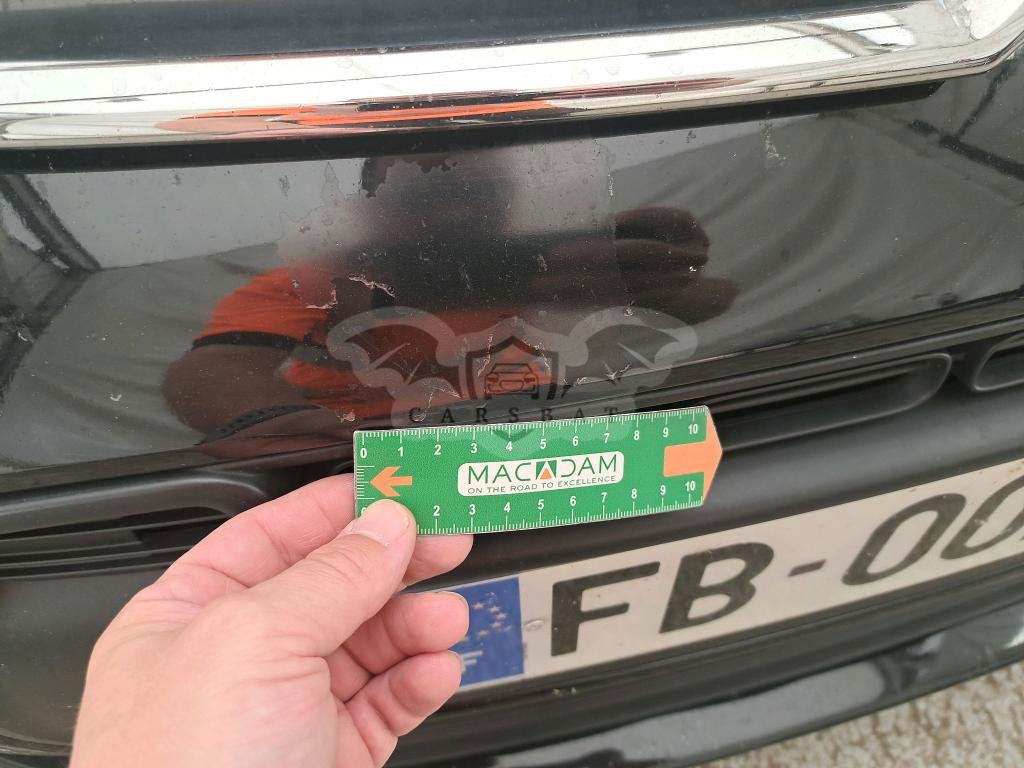 CARSBAT
0 1 2 3 4 5 6 7 8 9 10
MACADAM
ON THE ROAD TO EXCELLENCE
2 3 4 5 6 7 8 9 10
F
FB-00